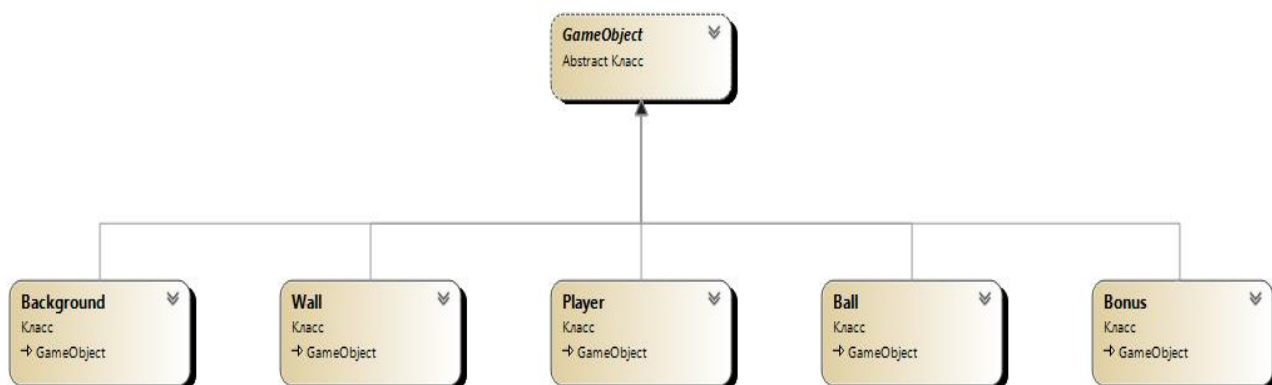 GameObject
Abstract Класс
Background
Класс
GameObject
Wall
Класс
GameObject
Player
Класс
GameObject
Ball
Класс
GameObject
Bonus
Класс
GameObject